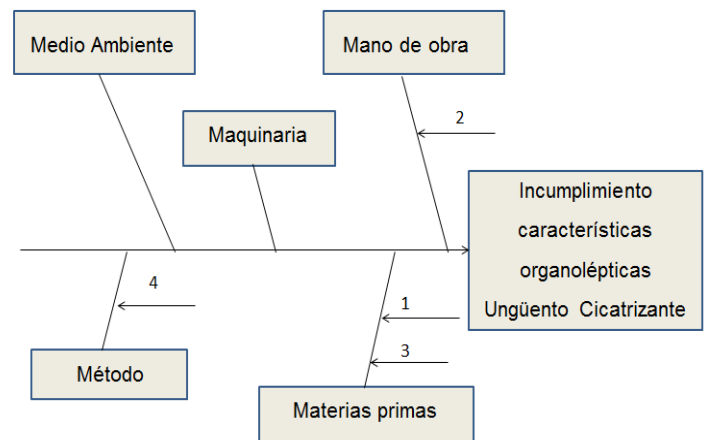 Medio Ambiente
Mano de obra
2
Maquinaria
Incumplimiento
características
organolépticas
Ungüento Cicatrizante
4
1
3
Método
Materias primas